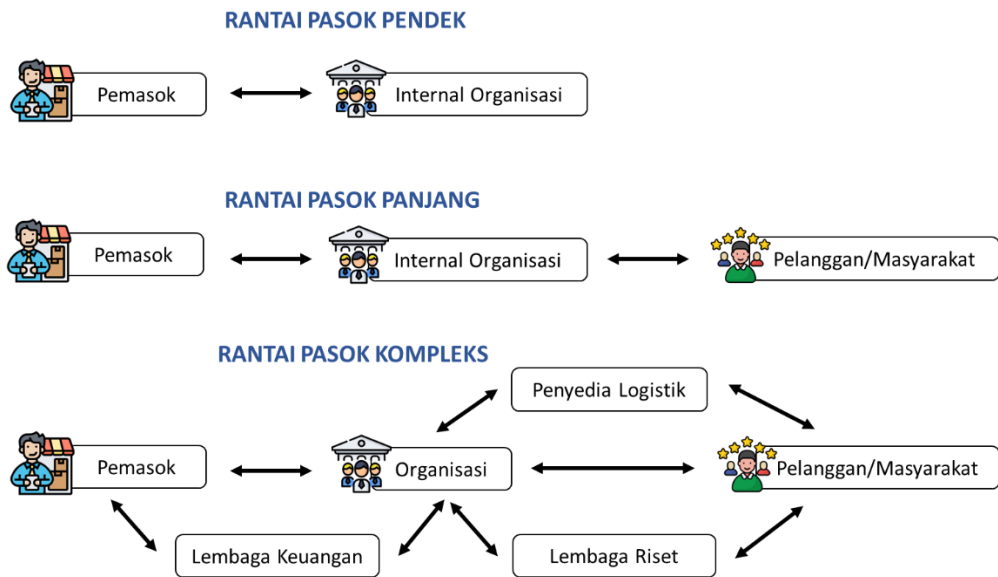 RANTAI PASOK PENDEK
Pemasok
Internal Organisasi
RANTAI PASOK PANJANG
Pemasok
Internal Organisasi
Pelanggan/Masyarakat
RANTAI PASOK KOMPLEKS
Penyedia Logistik
Pemasok
Organisasi
Pelanggan/Masyarakat
Lembaga Keuangan
Lembaga Riset